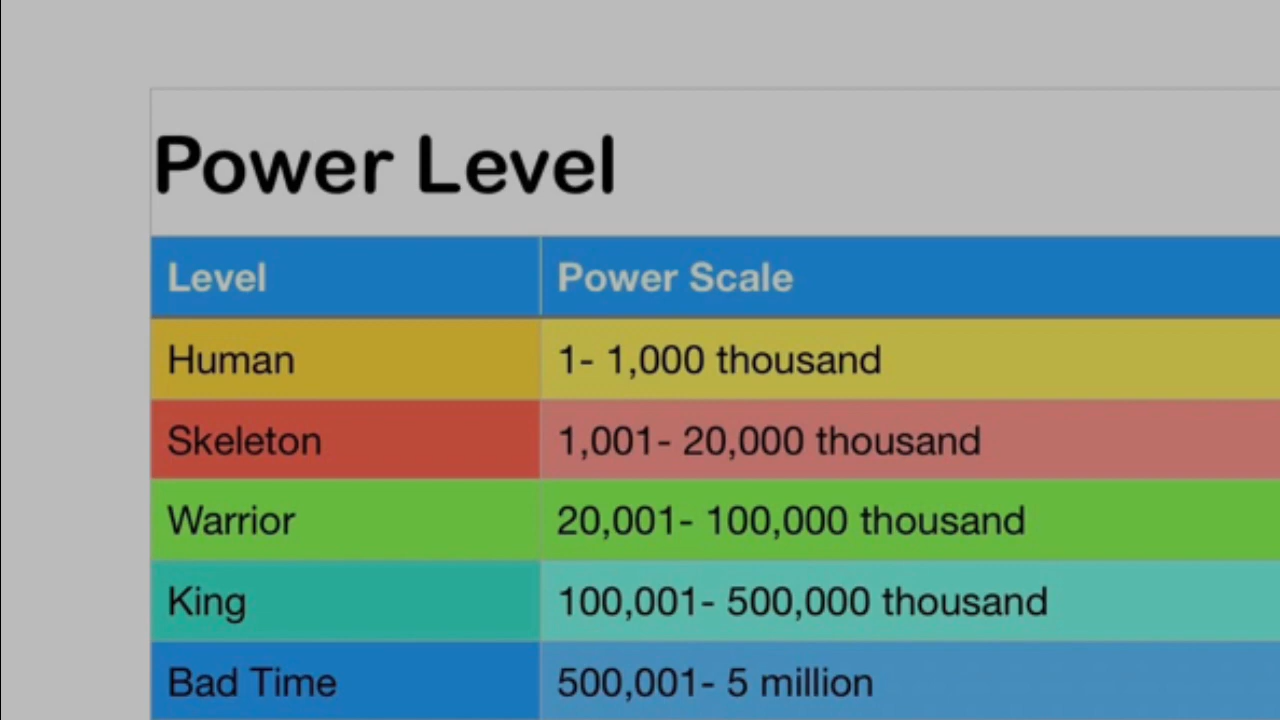 Power Level
Level Power Scale
Human 1- 1,000 thousand
Skeleton 1,001- 20,000 thousand
Warrior 20,001- 100,000 thousand
King 100,001- 500,000 thousand
Bad Time 500,001- 5 million